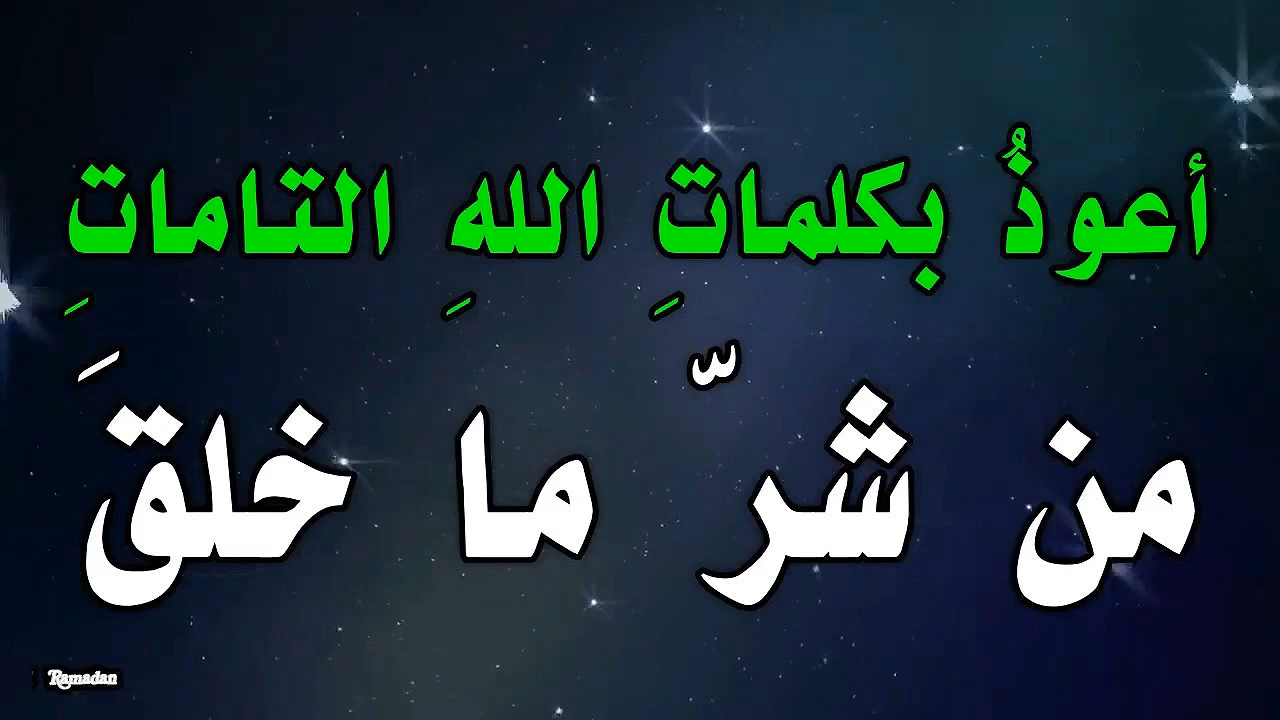 أعوذُ بكلماتِ اللهِ التاماتِ
من شرّ ما خلقَ
Ramadan